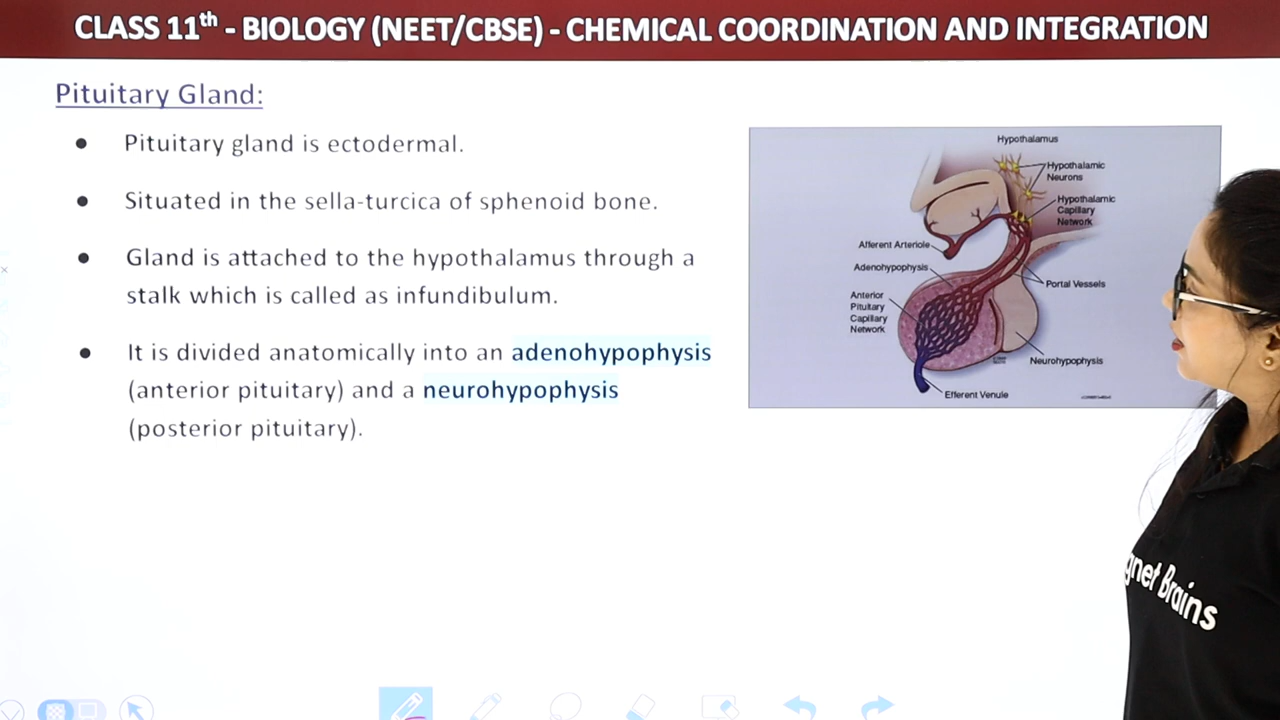 CLASS 11th - BIOLOGY (NEET/CBSE) - CHEMICAL COORDINATION AND INTEGRATION
Pituitary Gland:
● Pituitary gland is ectodermal.
● Situated in the sella-turcica of sphenoid bone.
● Gland is attached to the hypothalamus through a
stalk which is called as infundibulum.
● It is divided anatomically into an adenohypophysis
(anterior pituitary) and a neurohypophysis
(posterior pituitary).
Hypothalamus
Hypothalamic
Neurons
Hypothalamic
Capillary
Network
Afferent Arteriole
Adenohypophysis
Portal Vessels
Anterior
Pituitary
Capillary
Network
Neurohypophysis
Efferent Venule
gnet Brains